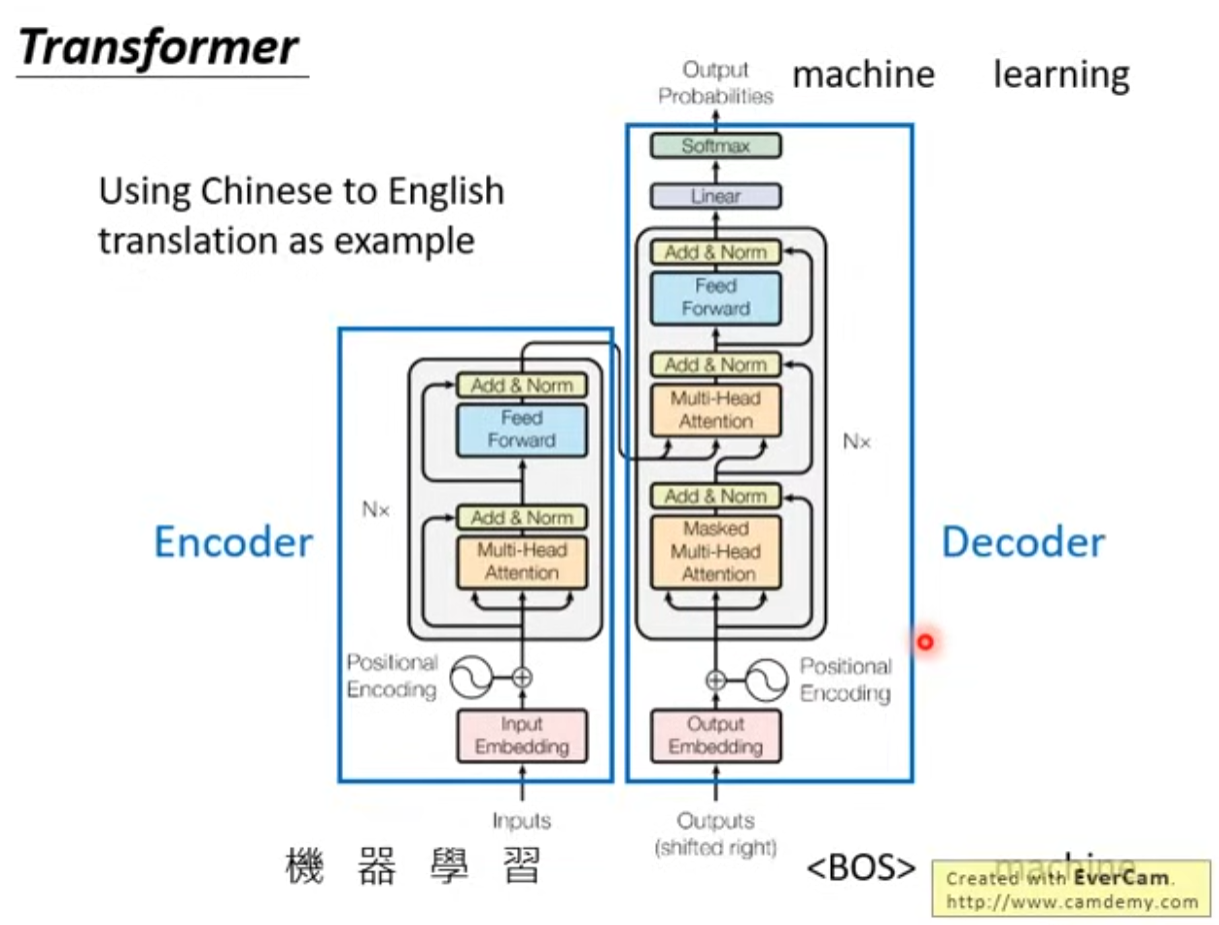 Transformer
Output
Probabilities
machine learning
Softmax
Linear
Using Chinese to English
translation as example
Add & Norm
Feed
Forward
Add & Norm
Multi-Head
Attention
Nx
Add & Norm
Masked
Multi-Head
Attention
Decoder
Positional
Encoding
Output
Embedding
Outputs
(shifted right)
<BOS> machine
Add & Norm
Feed
Forward
Nx
Add & Norm
Multi-Head
Attention
Encoder
Positional
Encoding
Input
Embedding
Inputs
機 器 學 習
Created with EverCam.
http://www.camdemy.com